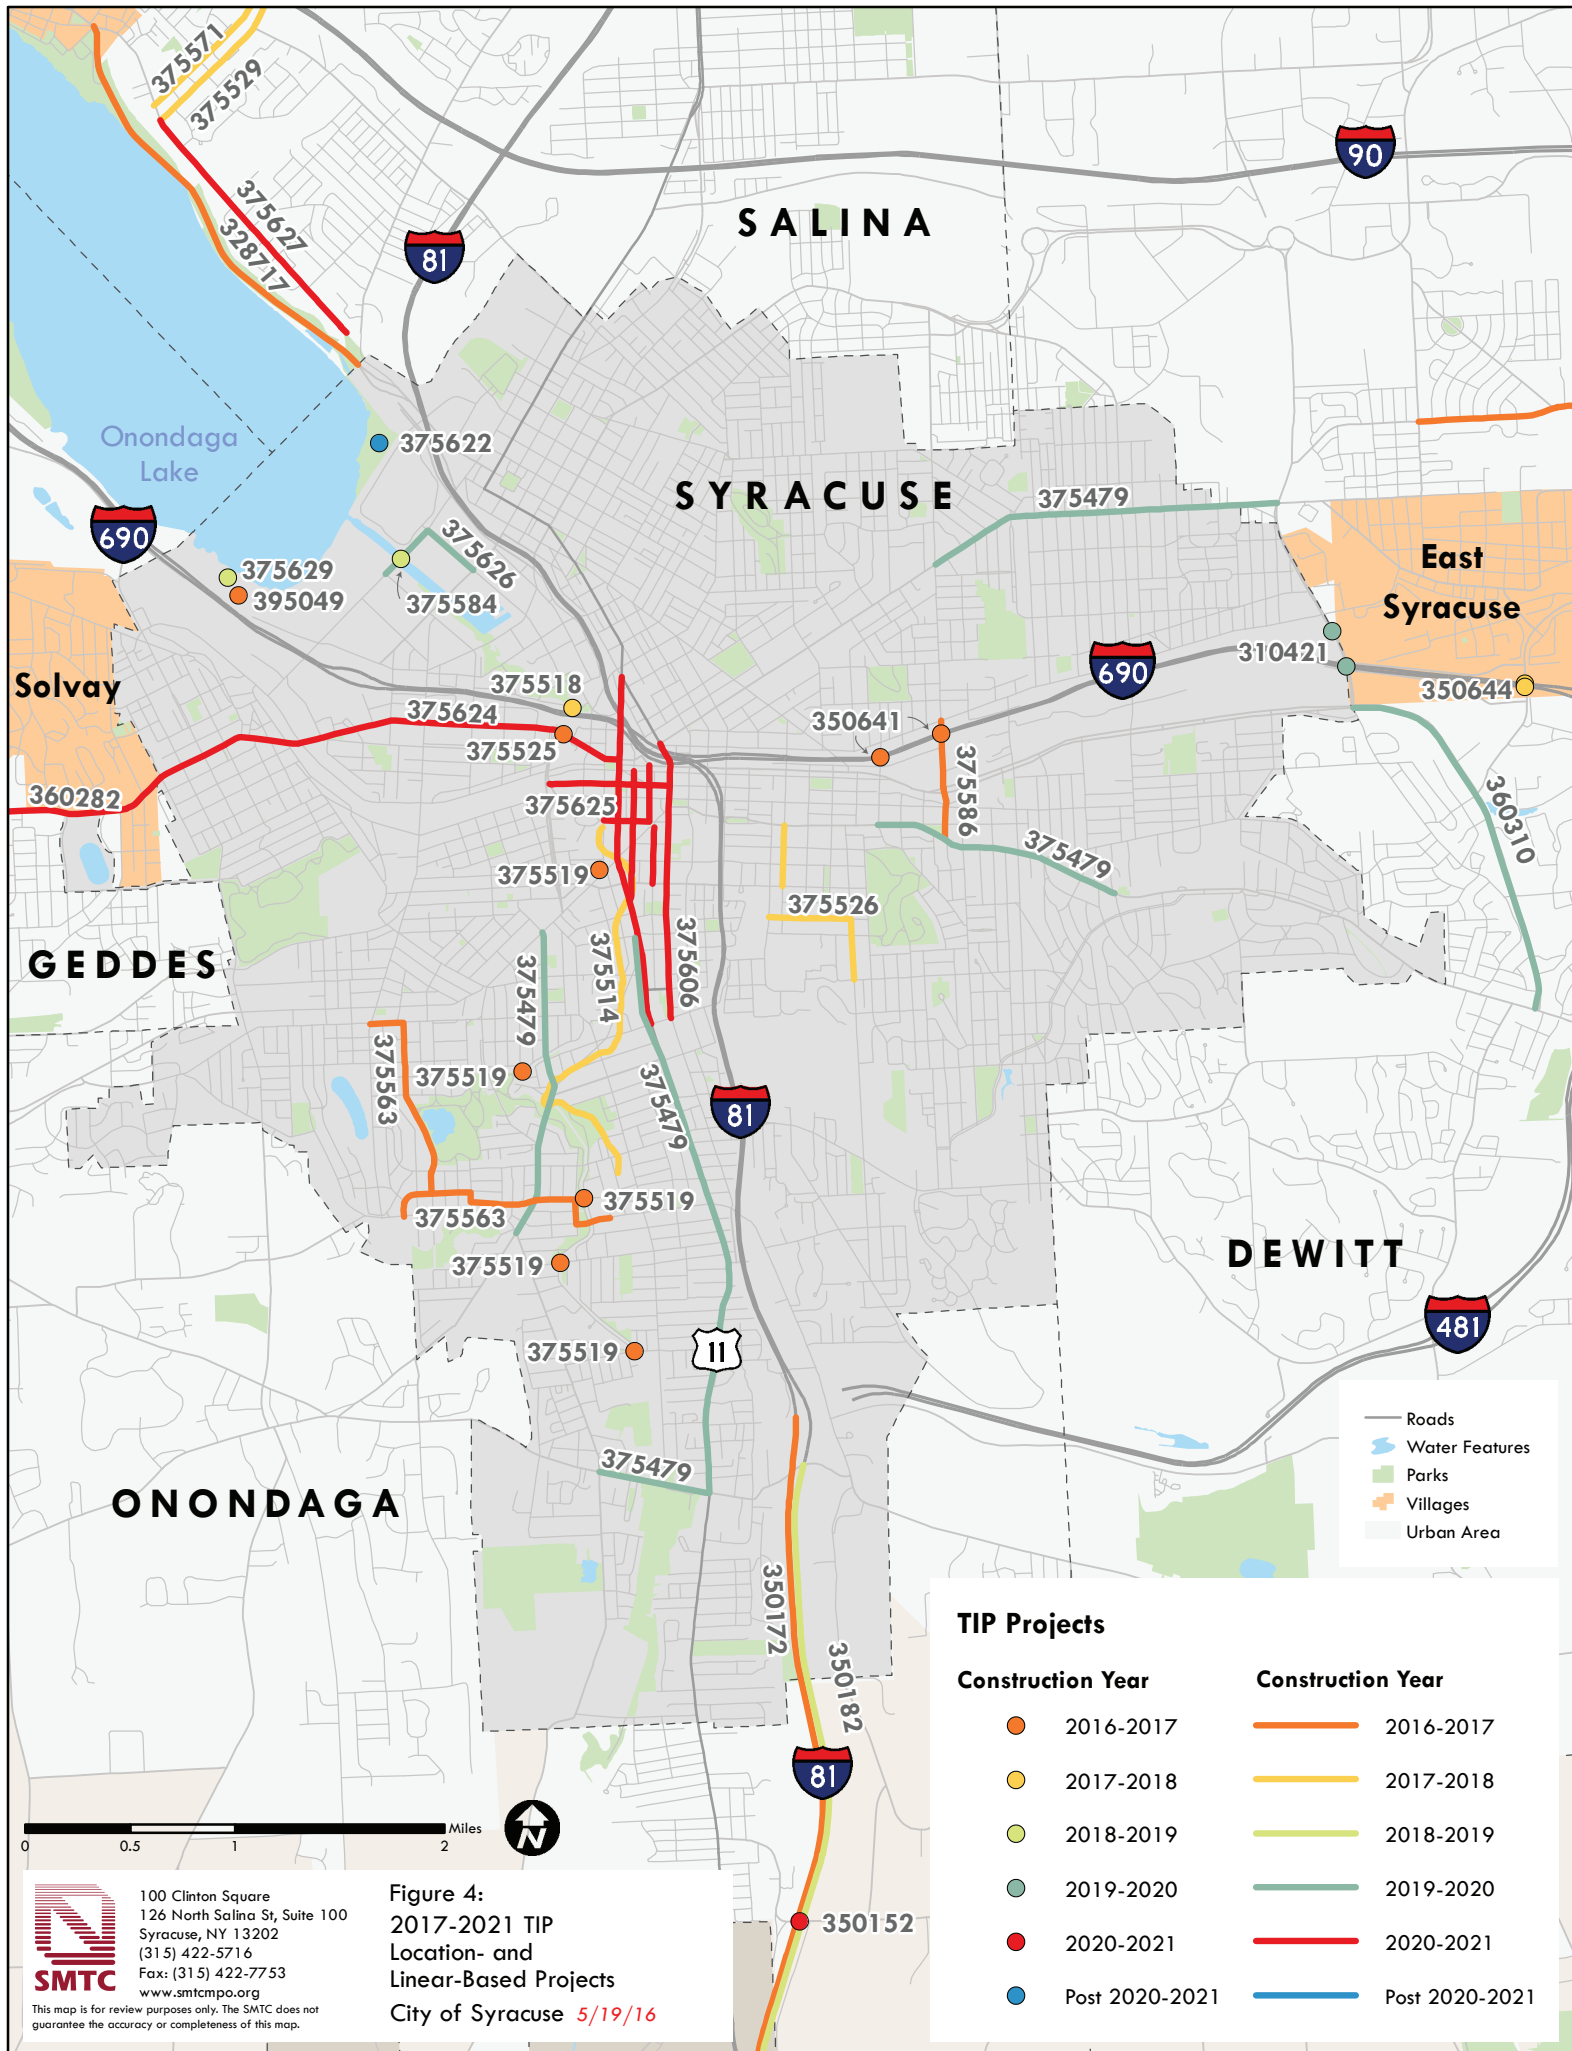 375571
375529
90
SALINA
375627
328717
81
Onondaga
Lake
375622
SYRACUSE
375479
690
375626
East
Syracuse
375629
395049
375584
310421
690
Solvay
375518
350644
375624
350641
375525
360282
375625
375586
360310
375479
375519
375526
GEDDES
375514
375606
375479
375563
375519
375479
81
375519
375563
DEWITT
375519
481
375519
11
Roads
Water Features
Parks
Villages
Urban Area
375479
ONONDAGA
350172
350182
81
350152
TIP Projects
Construction Year Construction Year
2016-2017 2016-2017
2017-2018 2017-2018
2018-2019 2018-2019
2019-2020 2019-2020
2020-2021 2020-2021
Post 2020-2021 Post 2020-2021
Miles
0 0.5 1 2
N
SMTC
100 Clinton Square
126 North Salina St, Suite 100
Syracuse, NY 13202
(315) 422-5716
Fax: (315) 422-7753
www.smtcmpo.org
This map is for review purposes only. The SMTC does not
guarantee the accuracy or completeness of this map.
Figure 4:
2017-2021 TIP
Location- and
Linear-Based Projects
City of Syracuse 5/19/16